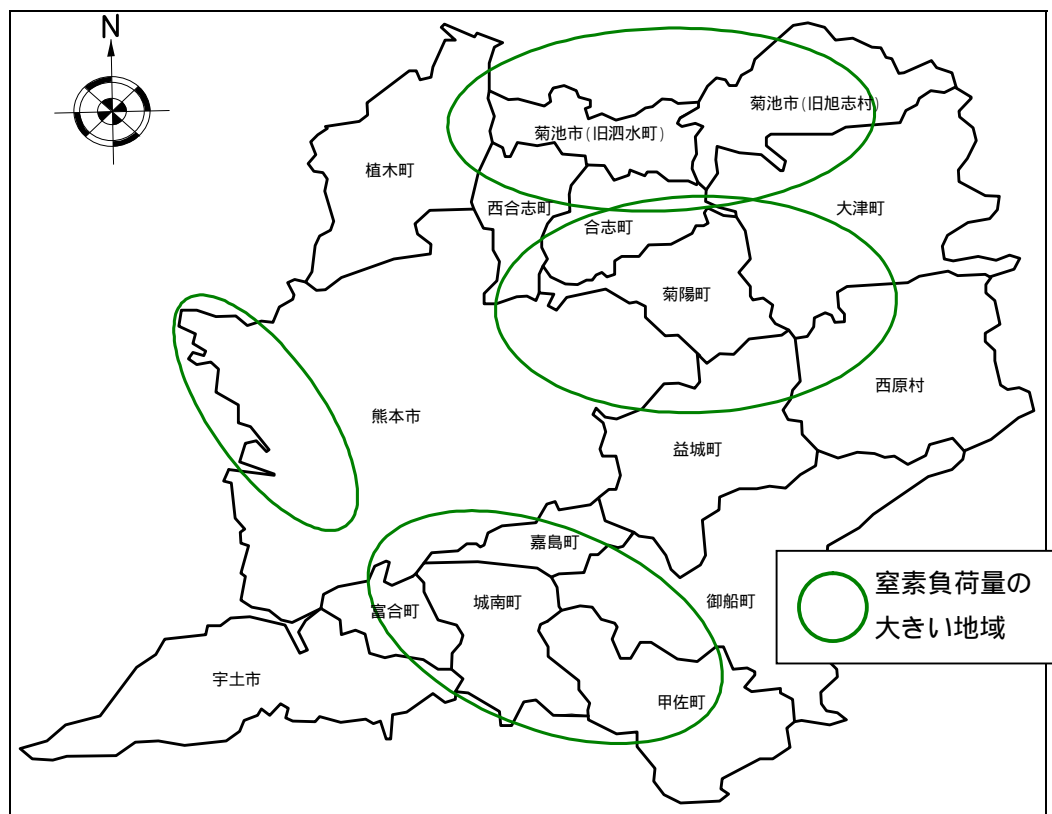 N
菊池市(旧旭志村)
菊池市(旧泗水町)
植木町
西合志町
大津町
合志町
菊陽町
西原村
熊本市
益城町
嘉島町
窒素負荷量の
大きい地域
御船町
城南町
富合町
宇土市
甲佐町